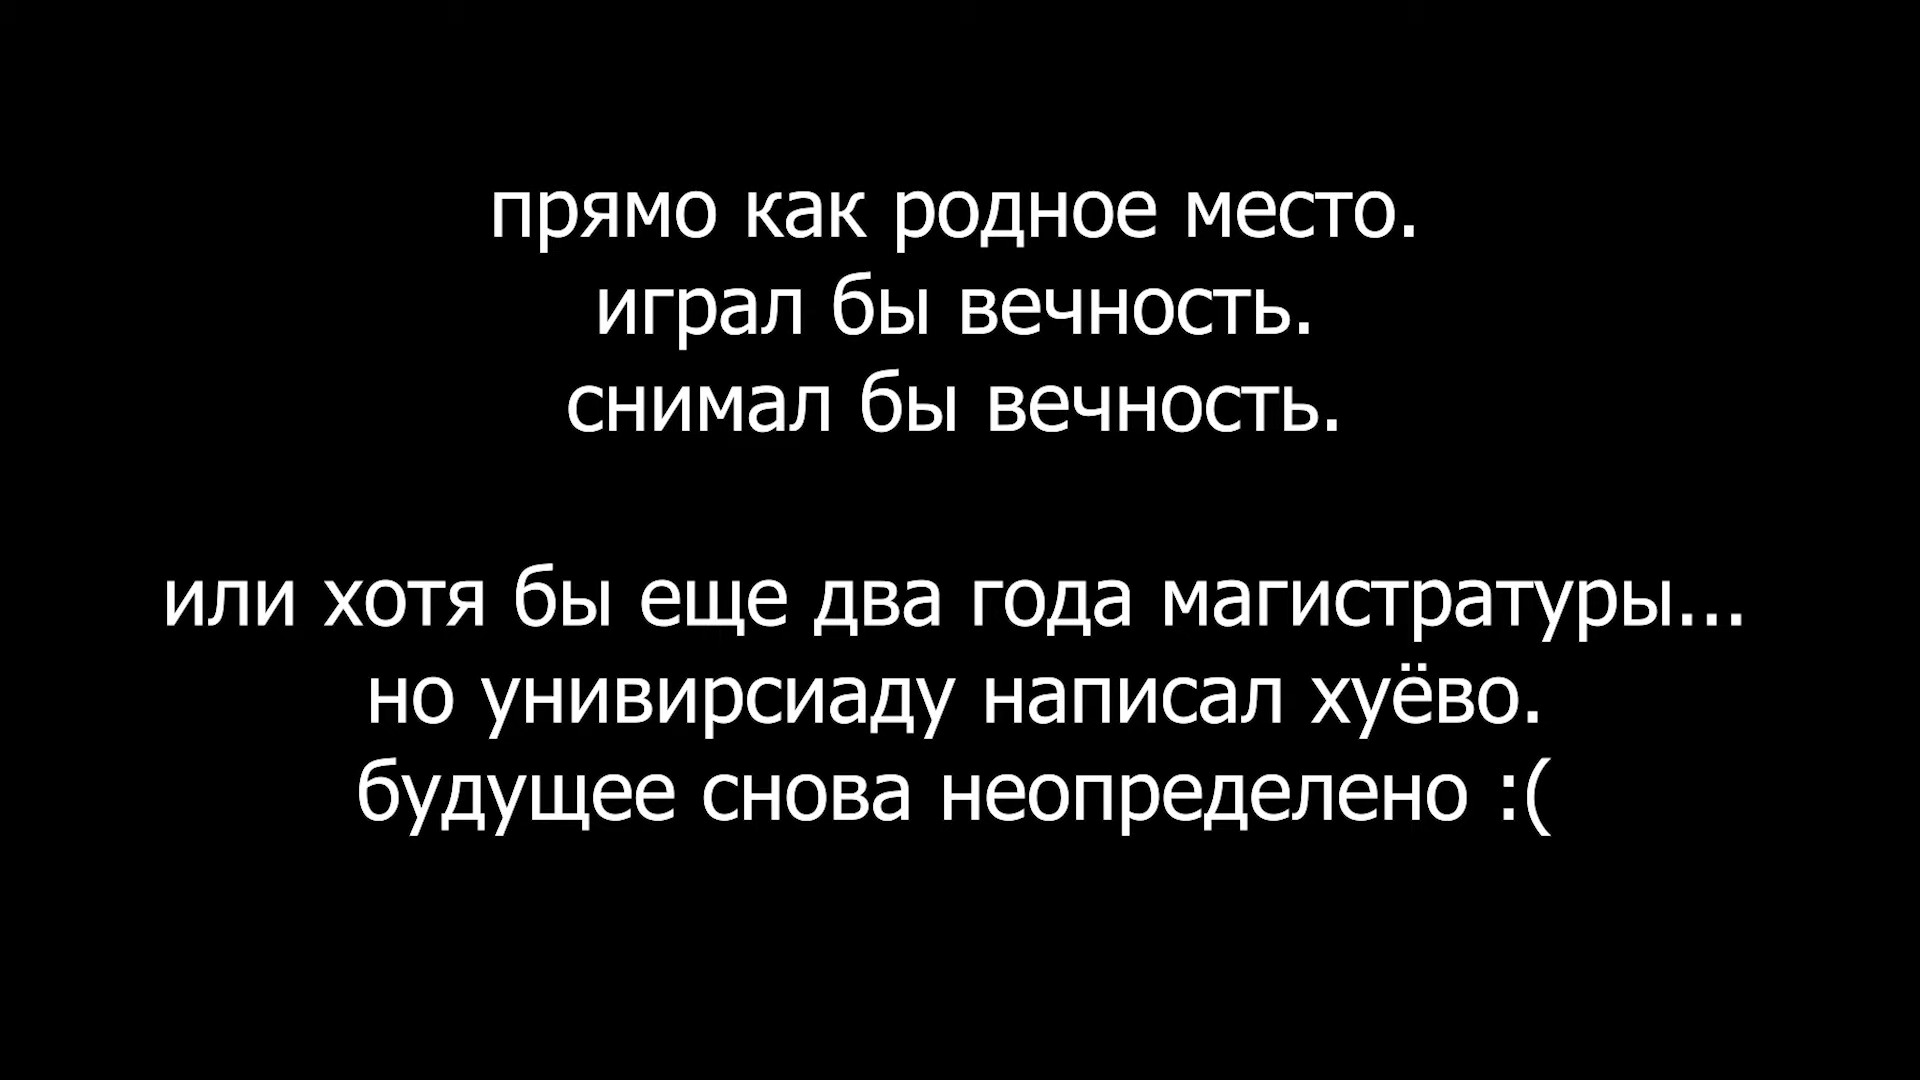 прямо как родное место.
играл бы вечность.
снимал бы вечность.
или хотя бы еще два года магистратуры...
но унивирсиаду написал хуёво.
будущее снова неопределено :(